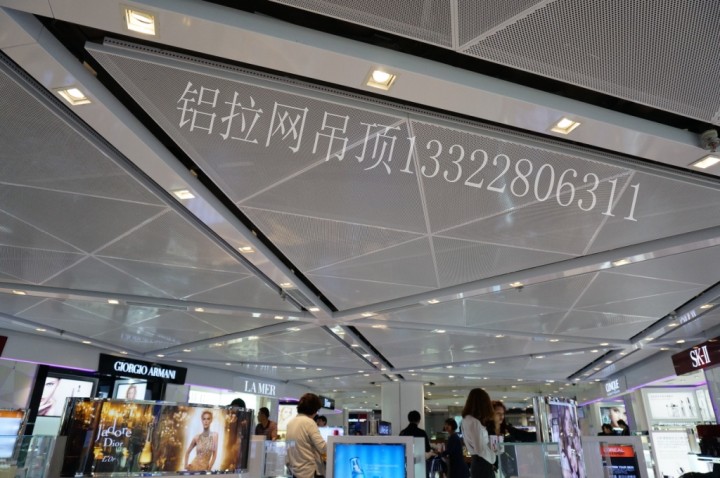 铝拉网吊顶13322806311
GIORGIO ARMANI
LA MER
SK-II
J'adore
Dior